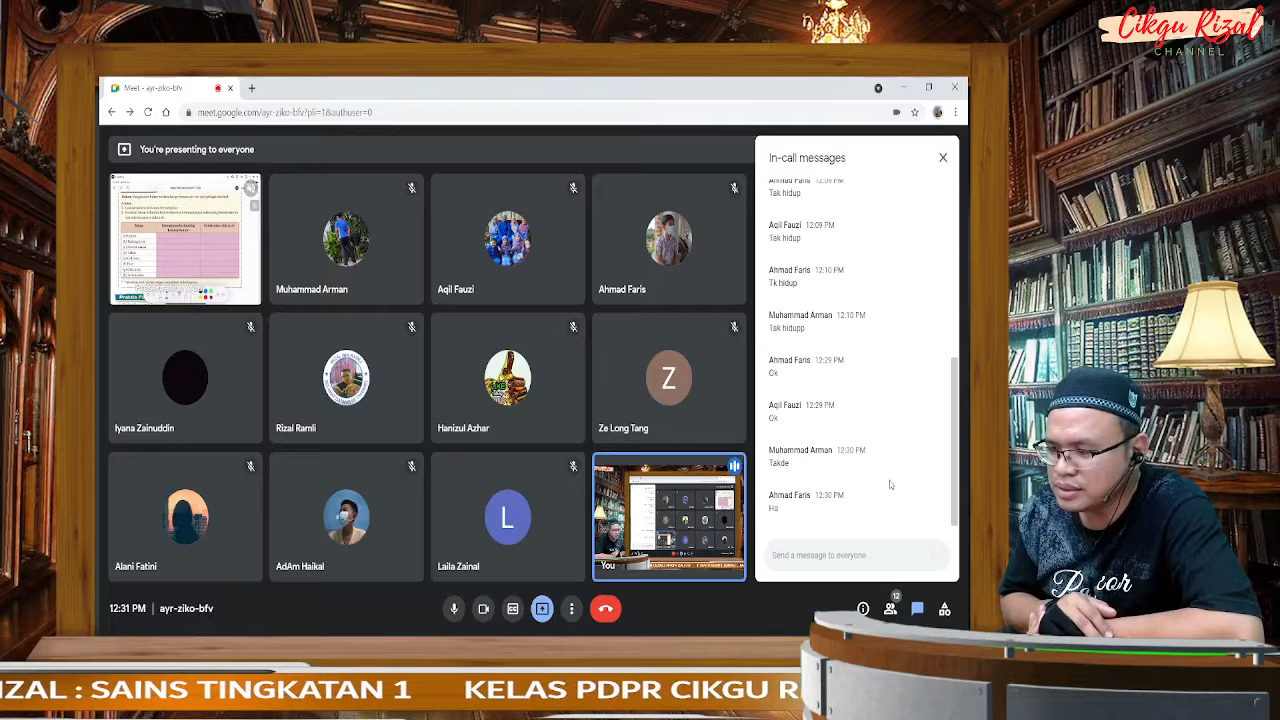 Cikgu Rizal
CHANNEL
Meet - ayr-ziko-bfv
meet.google.com/ayr-ziko-bfv?pli=1&authuser=0
You're presenting to everyone
In-call messages
Muhammad Arman
Aqil Fauzi
Ahmad Faris
Iyana Zainuddin
Rizal Ramli
Hanizul Azhar
Z
Ze Long Tang
Alani Fatini
AdAm Haikal
L
Laila Zainal
You
Ahmad Faris 12:09 PM
Tak hidup
Aqil Fauzi 12:09 PM
Tak hidup
Ahmad Faris 12:10 PM
Tk hidup
Muhammad Arman 12:10 PM
Tak hidupp
Ahmad Faris 12:29 PM
Ok
Aqil Fauzi 12:29 PM
Ok
Muhammad Arman 12:30 PM
Takde
Ahmad Faris 12:30 PM
Ha
Send a message to everyone
12:31 PM | ayr-ziko-bfv
12
IZAL : SAINS TINGKATAN 1 KELAS PDPR CIKGU R